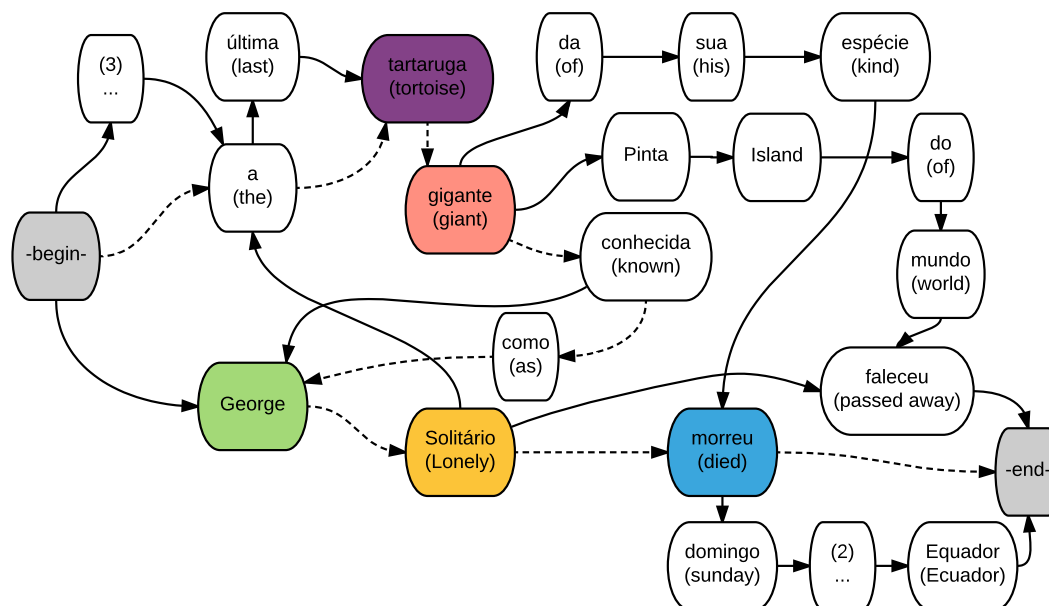 (3)
...
última
(last)
tartaruga
(tortoise)
da
(of)
sua
(his)
espécie
(kind)
a
(the)
gigante
(giant)
Pinta
Island
do
(of)
-begin-
conhecida
(known)
mundo
(world)
como
(as)
George
Solitário
(Lonely)
morreu
(died)
faleceu
(passed away)
-end-
domingo
(sunday)
(2)
...
Equador
(Ecuador)